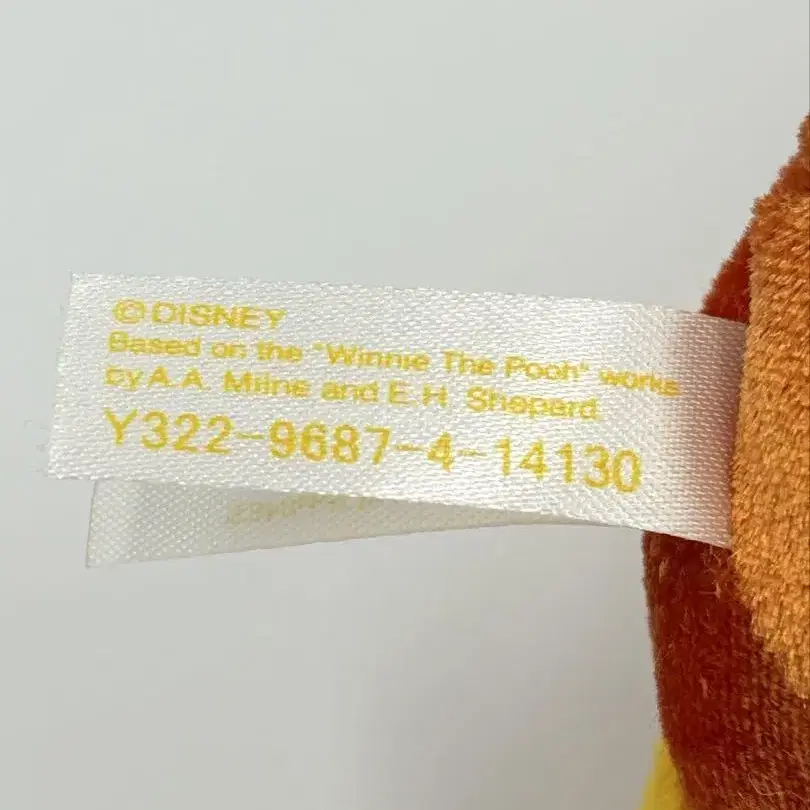 © DISNEY
Based on the "Winnie The Pooh" works
by A.A. Milne and E.H. Shepard.
Y322-9687-4-14130